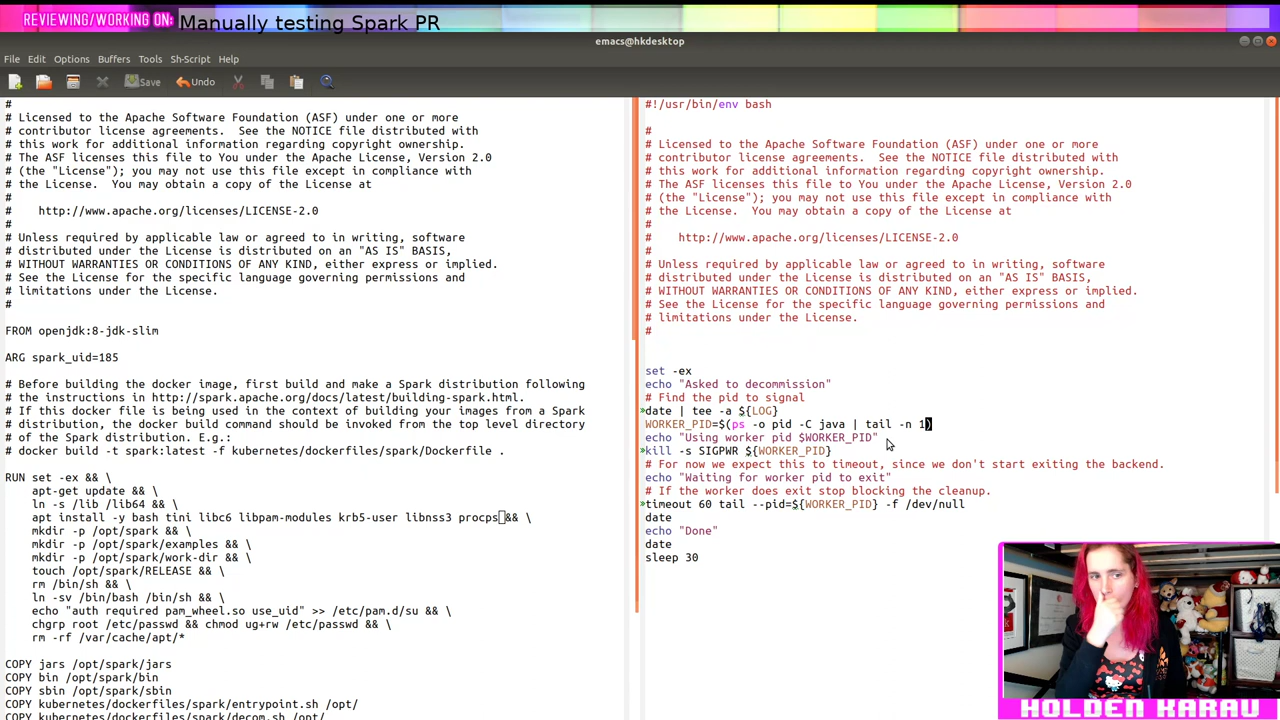 REVIEWING/WORKING ON: Manually testing Spark PR
emacs@hkdesktop
File Edit Options Buffers Tools Sh-Script Help
Save Undo
#
# Licensed to the Apache Software Foundation (ASF) under one or more
# contributor license agreements.  See the NOTICE file distributed with
# this work for additional information regarding copyright ownership.
# The ASF licenses this file to You under the Apache License, Version 2.0
# (the "License"); you may not use this file except in compliance with
# the License.  You may obtain a copy of the License at
#
#    http://www.apache.org/licenses/LICENSE-2.0
#
# Unless required by applicable law or agreed to in writing, software
# distributed under the License is distributed on an "AS IS" BASIS,
# WITHOUT WARRANTIES OR CONDITIONS OF ANY KIND, either express or implied.
# See the License for the specific language governing permissions and
# limitations under the License.
#
FROM openjdk:8-jdk-slim
ARG spark_uid=185
# Before building the docker image, first build and make a Spark distribution following
# the instructions in http://spark.apache.org/docs/latest/building-spark.html.
# If this docker file is being used in the context of building your images from a Spark
# distribution, the docker build command should be invoked from the top level directory
# of the Spark distribution. E.g.:
# docker build -t spark:latest -f kubernetes/dockerfiles/spark/Dockerfile .
RUN set -ex && \
    apt-get update && \
    ln -s /lib /lib64 && \
    apt install -y bash tini libc6 libpam-modules krb5-user libnss3 procps && \
    mkdir -p /opt/spark && \
    mkdir -p /opt/spark/examples && \
    mkdir -p /opt/spark/work-dir && \
    touch /opt/spark/RELEASE && \
    rm /bin/sh && \
    ln -sv /bin/bash /bin/sh && \
    echo "auth required pam_wheel.so use_uid" >> /etc/pam.d/su && \
    chgrp root /etc/passwd && chmod ug+rw /etc/passwd && \
    rm -rf /var/cache/apt/*
COPY jars /opt/spark/jars
COPY bin /opt/spark/bin
COPY sbin /opt/spark/sbin
COPY kubernetes/dockerfiles/spark/entrypoint.sh /opt/
COPY kubernetes/dockerfiles/spark/decom.sh /opt/
#!/usr/bin/env bash
#
# Licensed to the Apache Software Foundation (ASF) under one or more
# contributor license agreements.  See the NOTICE file distributed with
# this work for additional information regarding copyright ownership.
# The ASF licenses this file to You under the Apache License, Version 2.0
# (the "License"); you may not use this file except in compliance with
# the License.  You may obtain a copy of the License at
#
#    http://www.apache.org/licenses/LICENSE-2.0
#
# Unless required by applicable law or agreed to in writing, software
# distributed under the License is distributed on an "AS IS" BASIS,
# WITHOUT WARRANTIES OR CONDITIONS OF ANY KIND, either express or implied.
# See the License for the specific language governing permissions and
# limitations under the License.
#
set -ex
echo "Asked to decommission"
# Find the pid to signal
date | tee -a ${LOG}
WORKER_PID=$(ps -o pid -C java | tail -n 1)
echo "Using worker pid $WORKER_PID"
kill -s SIGPWR ${WORKER_PID}
# For now we expect this to timeout, since we don't start exiting the backend.
echo "Waiting for worker pid to exit"
# If the worker does exit stop blocking the cleanup.
timeout 60 tail --pid=${WORKER_PID} -f /dev/null
date
echo "Done"
date
sleep 30
HOLDEN KARAU